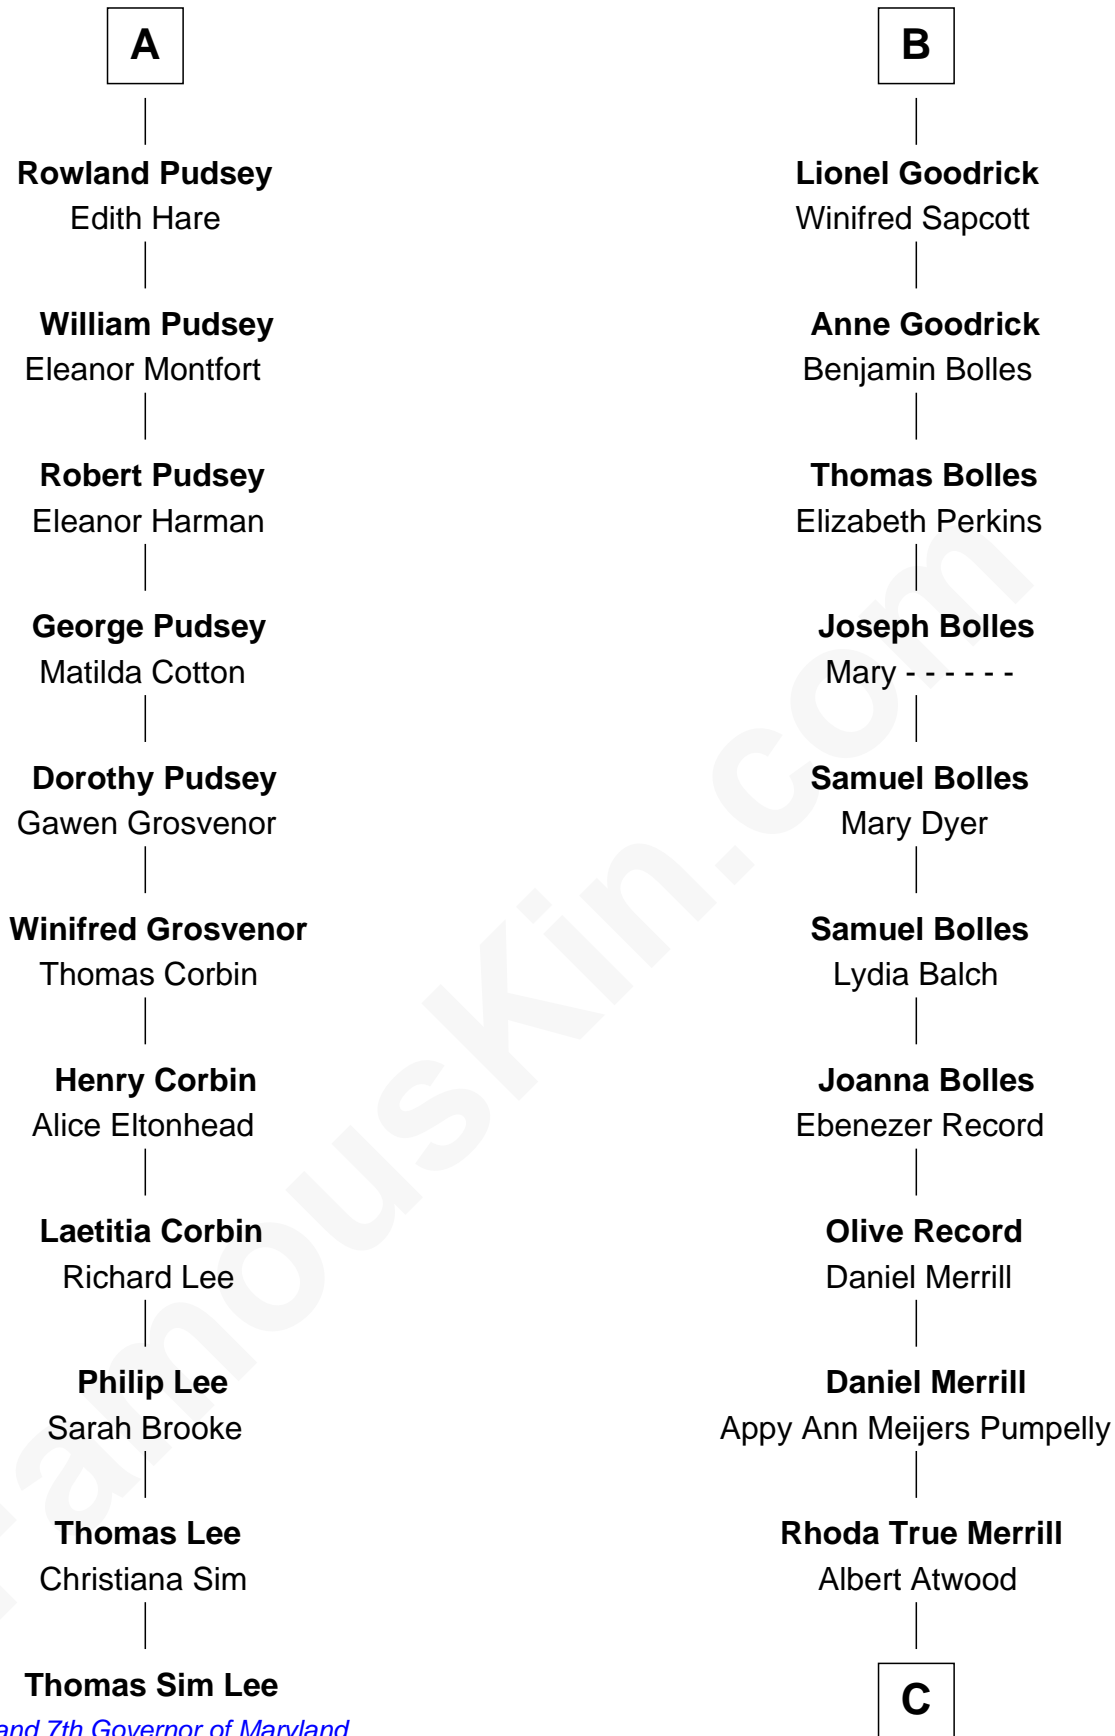 A
Rowland Pudsey
Edith Hare
William Pudsey
Eleanor Montfort
Robert Pudsey
Eleanor Harman
George Pudsey
Matilda Cotton
Dorothy Pudsey
Gawen Grosvenor
Winifred Grosvenor
Thomas Corbin
Henry Corbin
Alice Eltonhead
Laetitia Corbin
Richard Lee
Philip Lee
Sarah Brooke
Thomas Lee
Christiana Sim
Thomas Sim Lee
and 7th Governor of Maryland
B
Lionel Goodrick
Winifred Sapcott
Anne Goodrick
Benjamin Bolles
Thomas Bolles
Elizabeth Perkins
Joseph Bolles
Mary - - - - - -
Samuel Bolles
Mary Dyer
Samuel Bolles
Lydia Balch
Joanna Bolles
Ebenezer Record
Olive Record
Daniel Merrill
Daniel Merrill
Appy Ann Meijers Pumpelly
Rhoda True Merrill
Albert Atwood
C
FamousKin.com